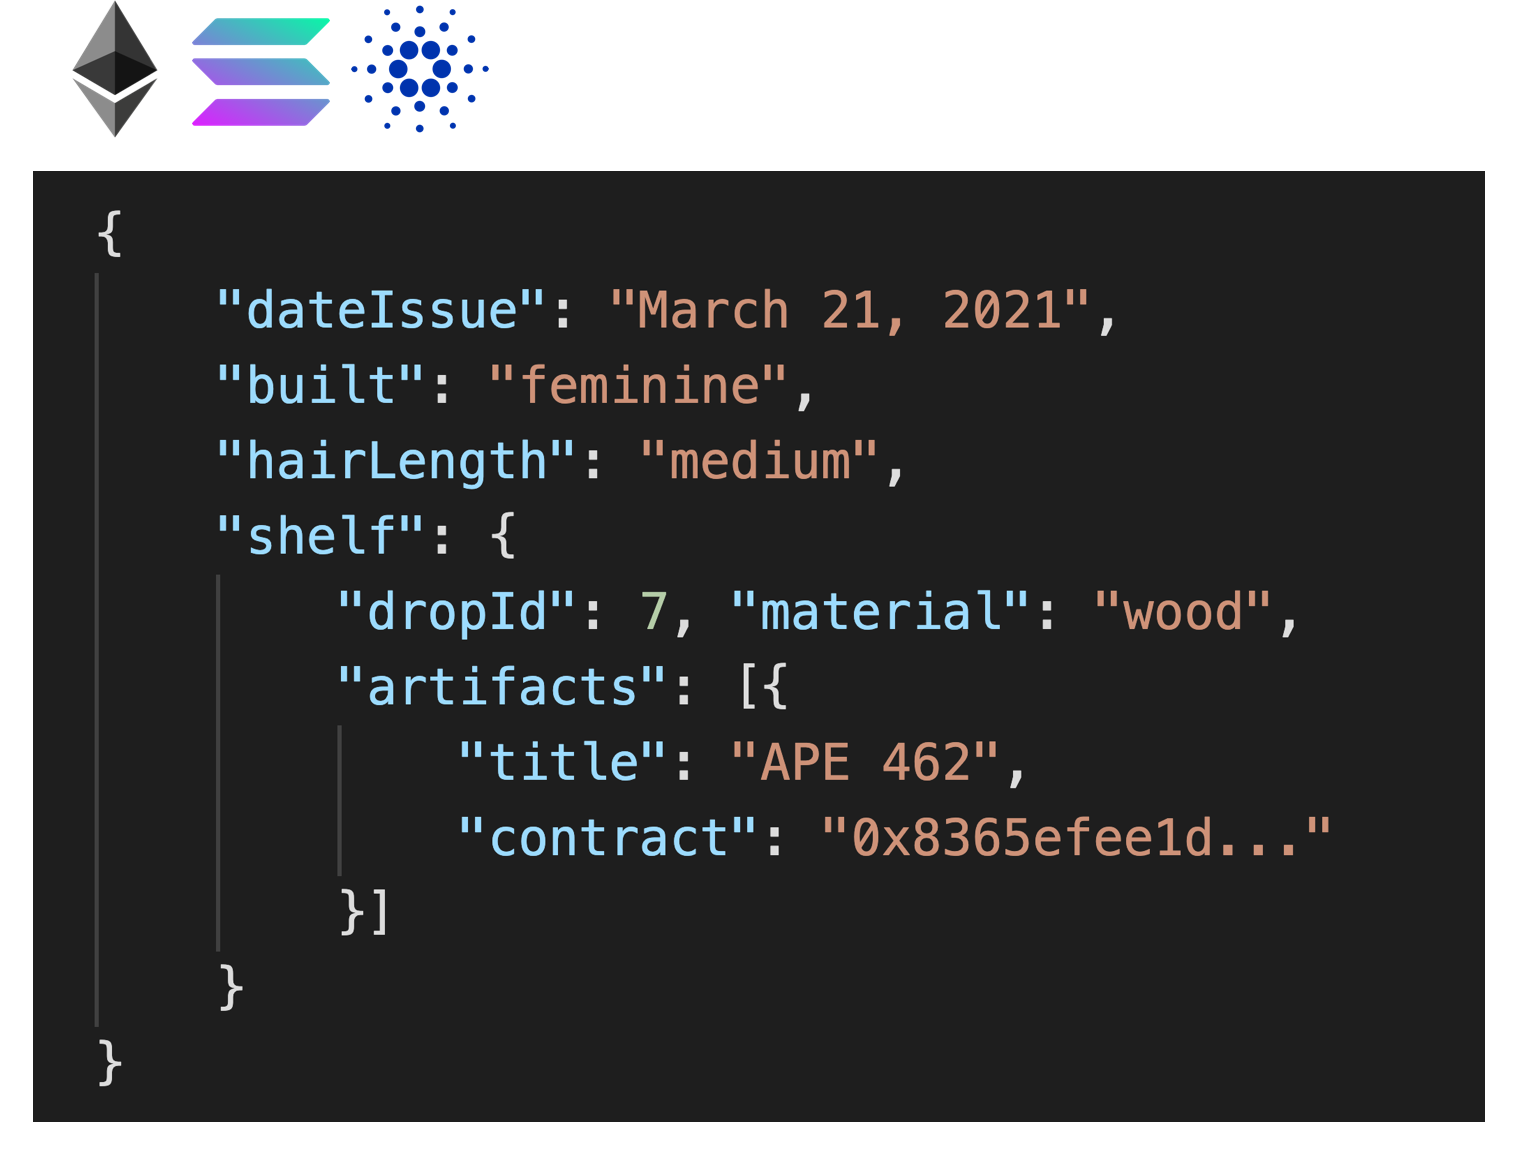 {
"dateIssue": "March 21, 2021",
"built": "feminine",
"hairLength": "medium",
"shelf": {
"dropId": 7, "material": "wood",
"artifacts": [{
"title": "APE 462",
"contract": "0x8365efee1d..."
}]
}
}